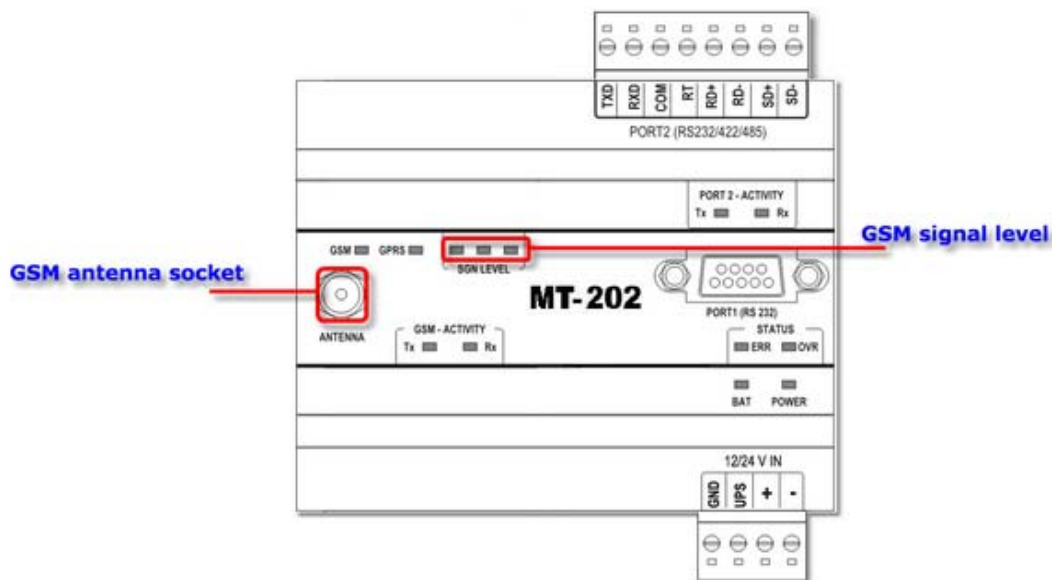 TXD RXD COM RT RD+ RD- SD+ SD-
PORT2 (RS232/422/485)
PORT 2 - ACTIVITY
Tx Rx
GSM signal level
GSM GPRS
SGN LEVEL
GSM antenna socket
MT-202
PORT1 (RS 232)
ANTENNA
GSM - ACTIVITY
Tx Rx
STATUS
ERR OVR
BAT POWER
12/24 V IN
GND UPS + -